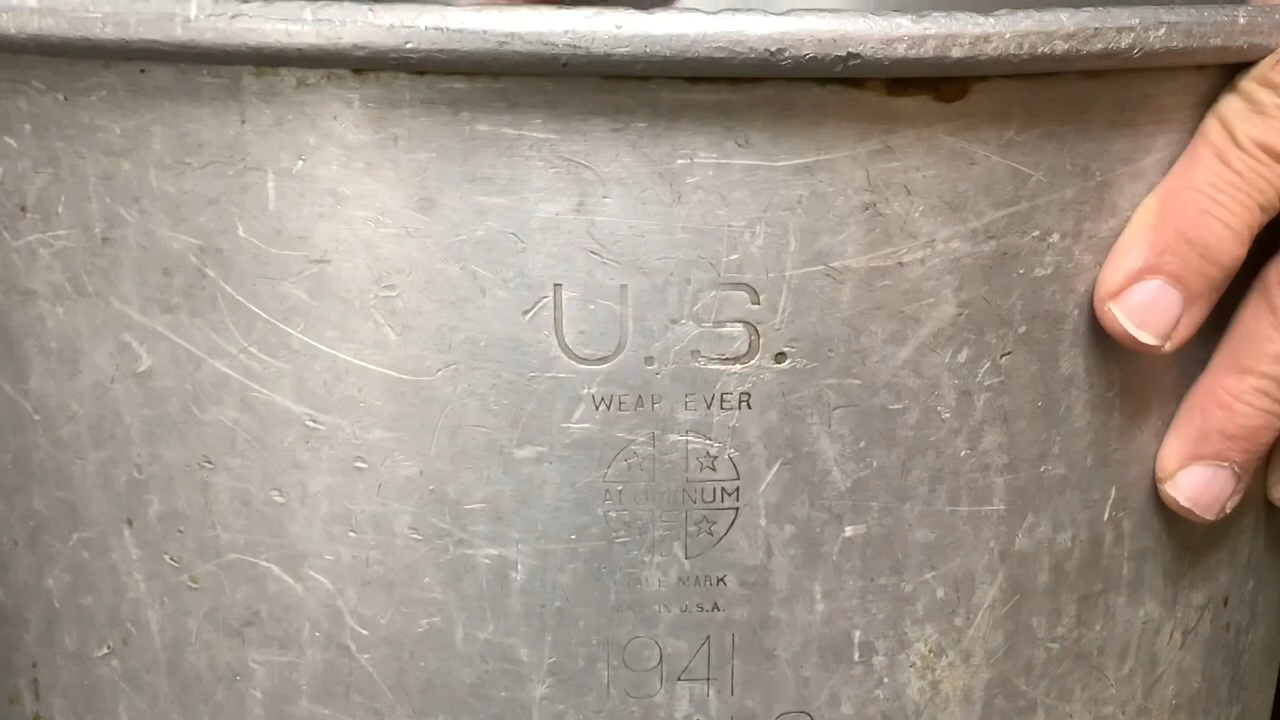 U.S.
WEAR EVER
ALUMINUM
TRADE MARK
MADE IN U.S.A.
1941